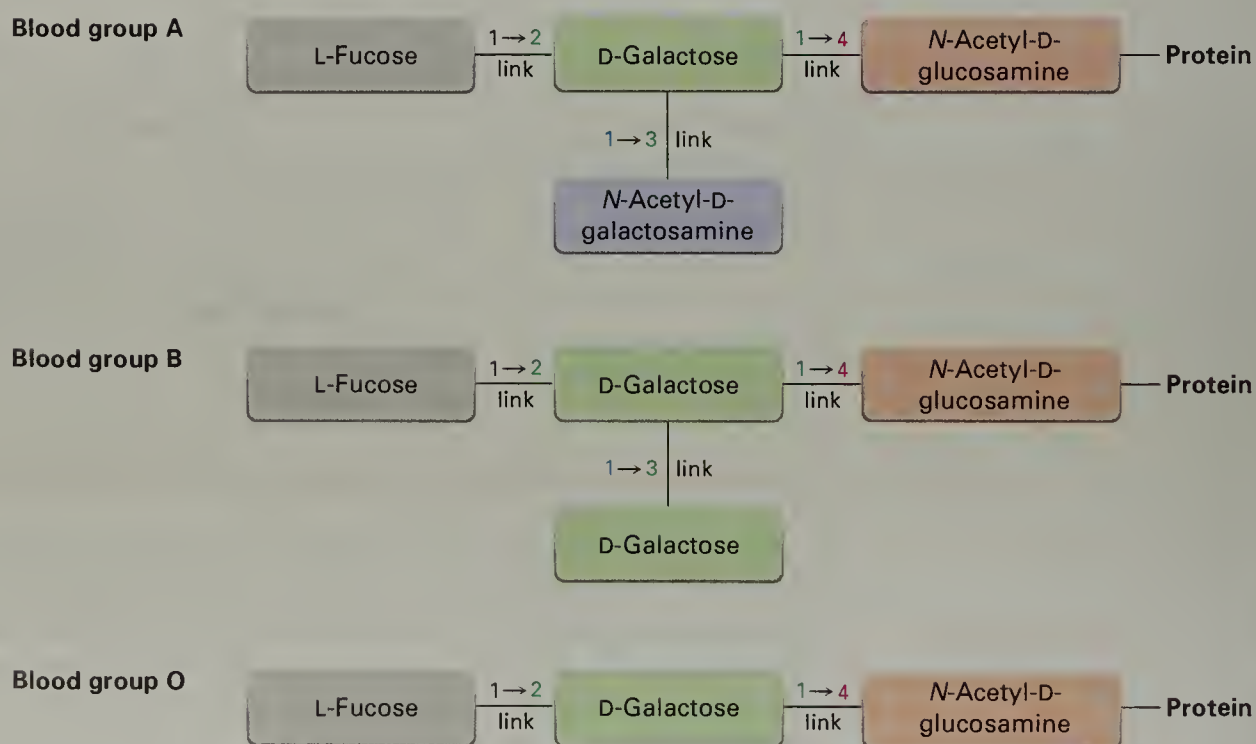 Blood group A
L-Fucose
1→2
link
D-Galactose
1→4
link
N-Acetyl-D-
glucosamine
Protein
1→3 link
N-Acetyl-D-
galactosamine
Blood group B
L-Fucose
1→2
link
D-Galactose
1→4
link
N-Acetyl-D-
glucosamine
Protein
1→3 link
D-Galactose
Blood group O
L-Fucose
1→2
link
D-Galactose
1→4
link
N-Acetyl-D-
glucosamine
Protein